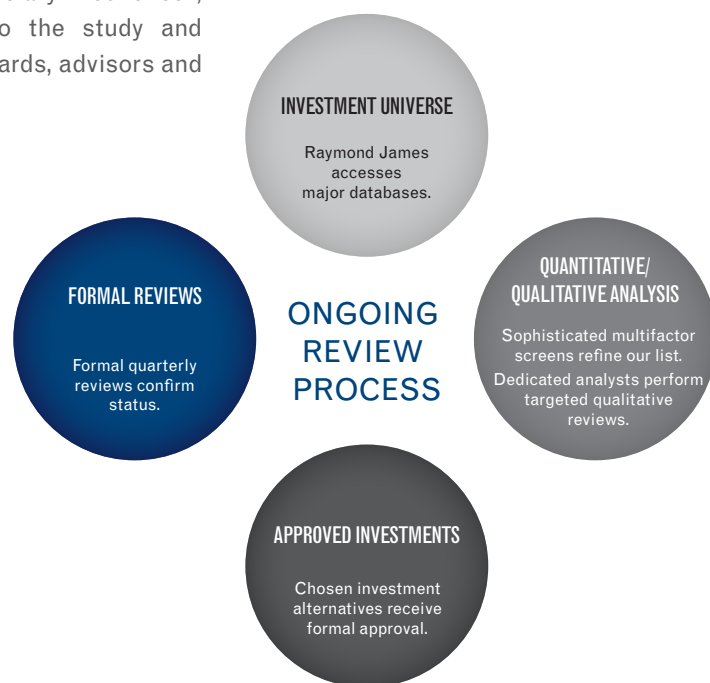 o the study and
ards, advisors and
INVESTMENT UNIVERSE
Raymond James
accesses
major databases.
QUANTITATIVE/
QUALITATIVE ANALYSIS
Sophisticated multifactor
screens refine our list.
Dedicated analysts perform
targeted qualitative
reviews.
FORMAL REVIEWS
Formal quarterly
reviews confirm
status.
ONGOING
REVIEW
PROCESS
APPROVED INVESTMENTS
Chosen investment
alternatives receive
formal approval.